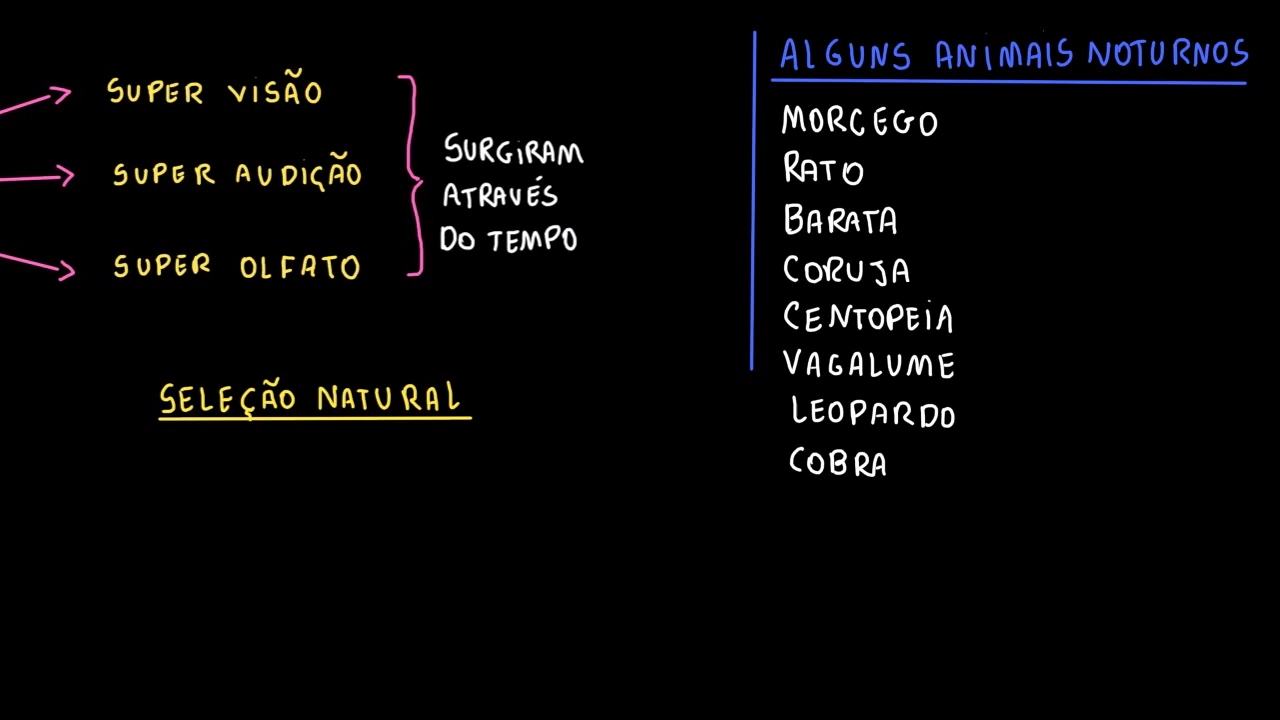 SUPER VISÃO
SUPER AUDIÇÃO
SUPER OLFATO
SURGIRAM
ATRAVÉS
DO TEMPO
SELEÇÃO NATURAL
ALGUNS ANIMAIS NOTURNOS
MORCEGO
RATO
BARATA
CORUJA
CENTOPEIA
VAGALUME
LEOPARDO
COBRA